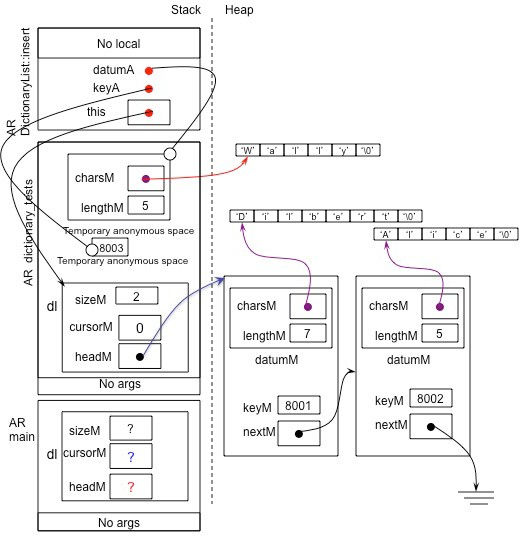 Stack
Heap
AR
DictionaryList::insert
No local
datumA
keyA
this
AR dictionary_tests
charsM
lengthM
5
Temporary anonymous space
8003
Temporary anonymous space
dl
sizeM
2
cursorM
0
headM
No args
AR
main
dl
sizeM
?
cursorM
?
headM
?
No args
'W' 'a' 'l' 'l' 'y' '\0'
'D' 'i' 'l' 'b' 'e' 'r' 't' '\0'
'A' 'l' 'i' 'c' 'e' '\0'
charsM
lengthM
7
datumM
keyM
8001
nextM
charsM
lengthM
5
datumM
keyM
8002
nextM